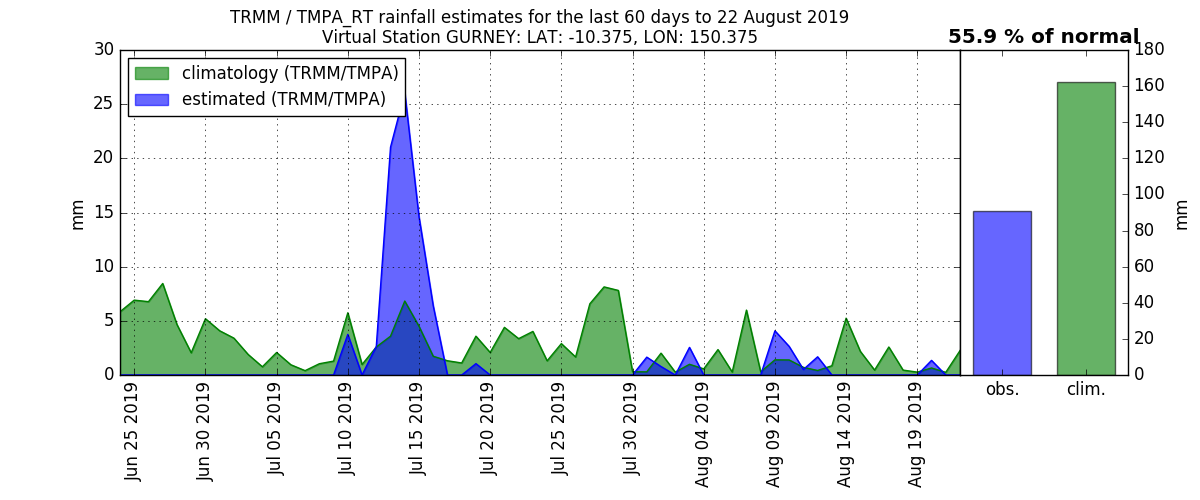 TRMM / TMPA_RT rainfall estimates for the last 60 days to 22 August 2019
Virtual Station GURNEY: LAT: -10.375, LON: 150.375
55.9 % of normal
climatology (TRMM/TMPA)
estimated (TRMM/TMPA)
30
25
20
15
10
5
0
mm
Jun 25 2019
Jun 30 2019
Jul 05 2019
Jul 10 2019
Jul 15 2019
Jul 20 2019
Jul 25 2019
Jul 30 2019
Aug 04 2019
Aug 09 2019
Aug 14 2019
Aug 19 2019
obs.
clim.
180
160
140
120
100
80
60
40
20
0
mm